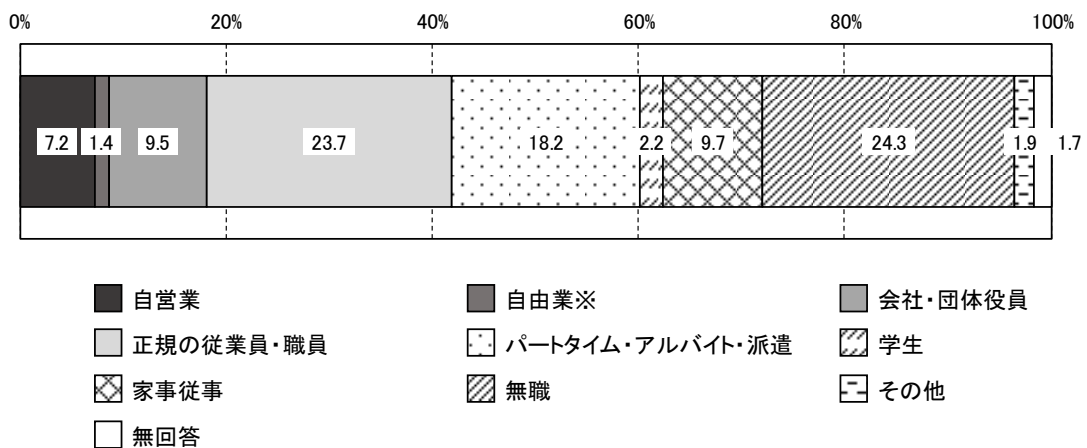 0% 20% 40% 60% 80% 100%
7.2 1.4 9.5 23.7 18.2 2.2 9.7 24.3 1.9 1.7
自営業 自由業※ 会社・団体役員
正規の従業員・職員 パートタイム・アルバイト・派遣 学生
家事従事 無職 その他
無回答